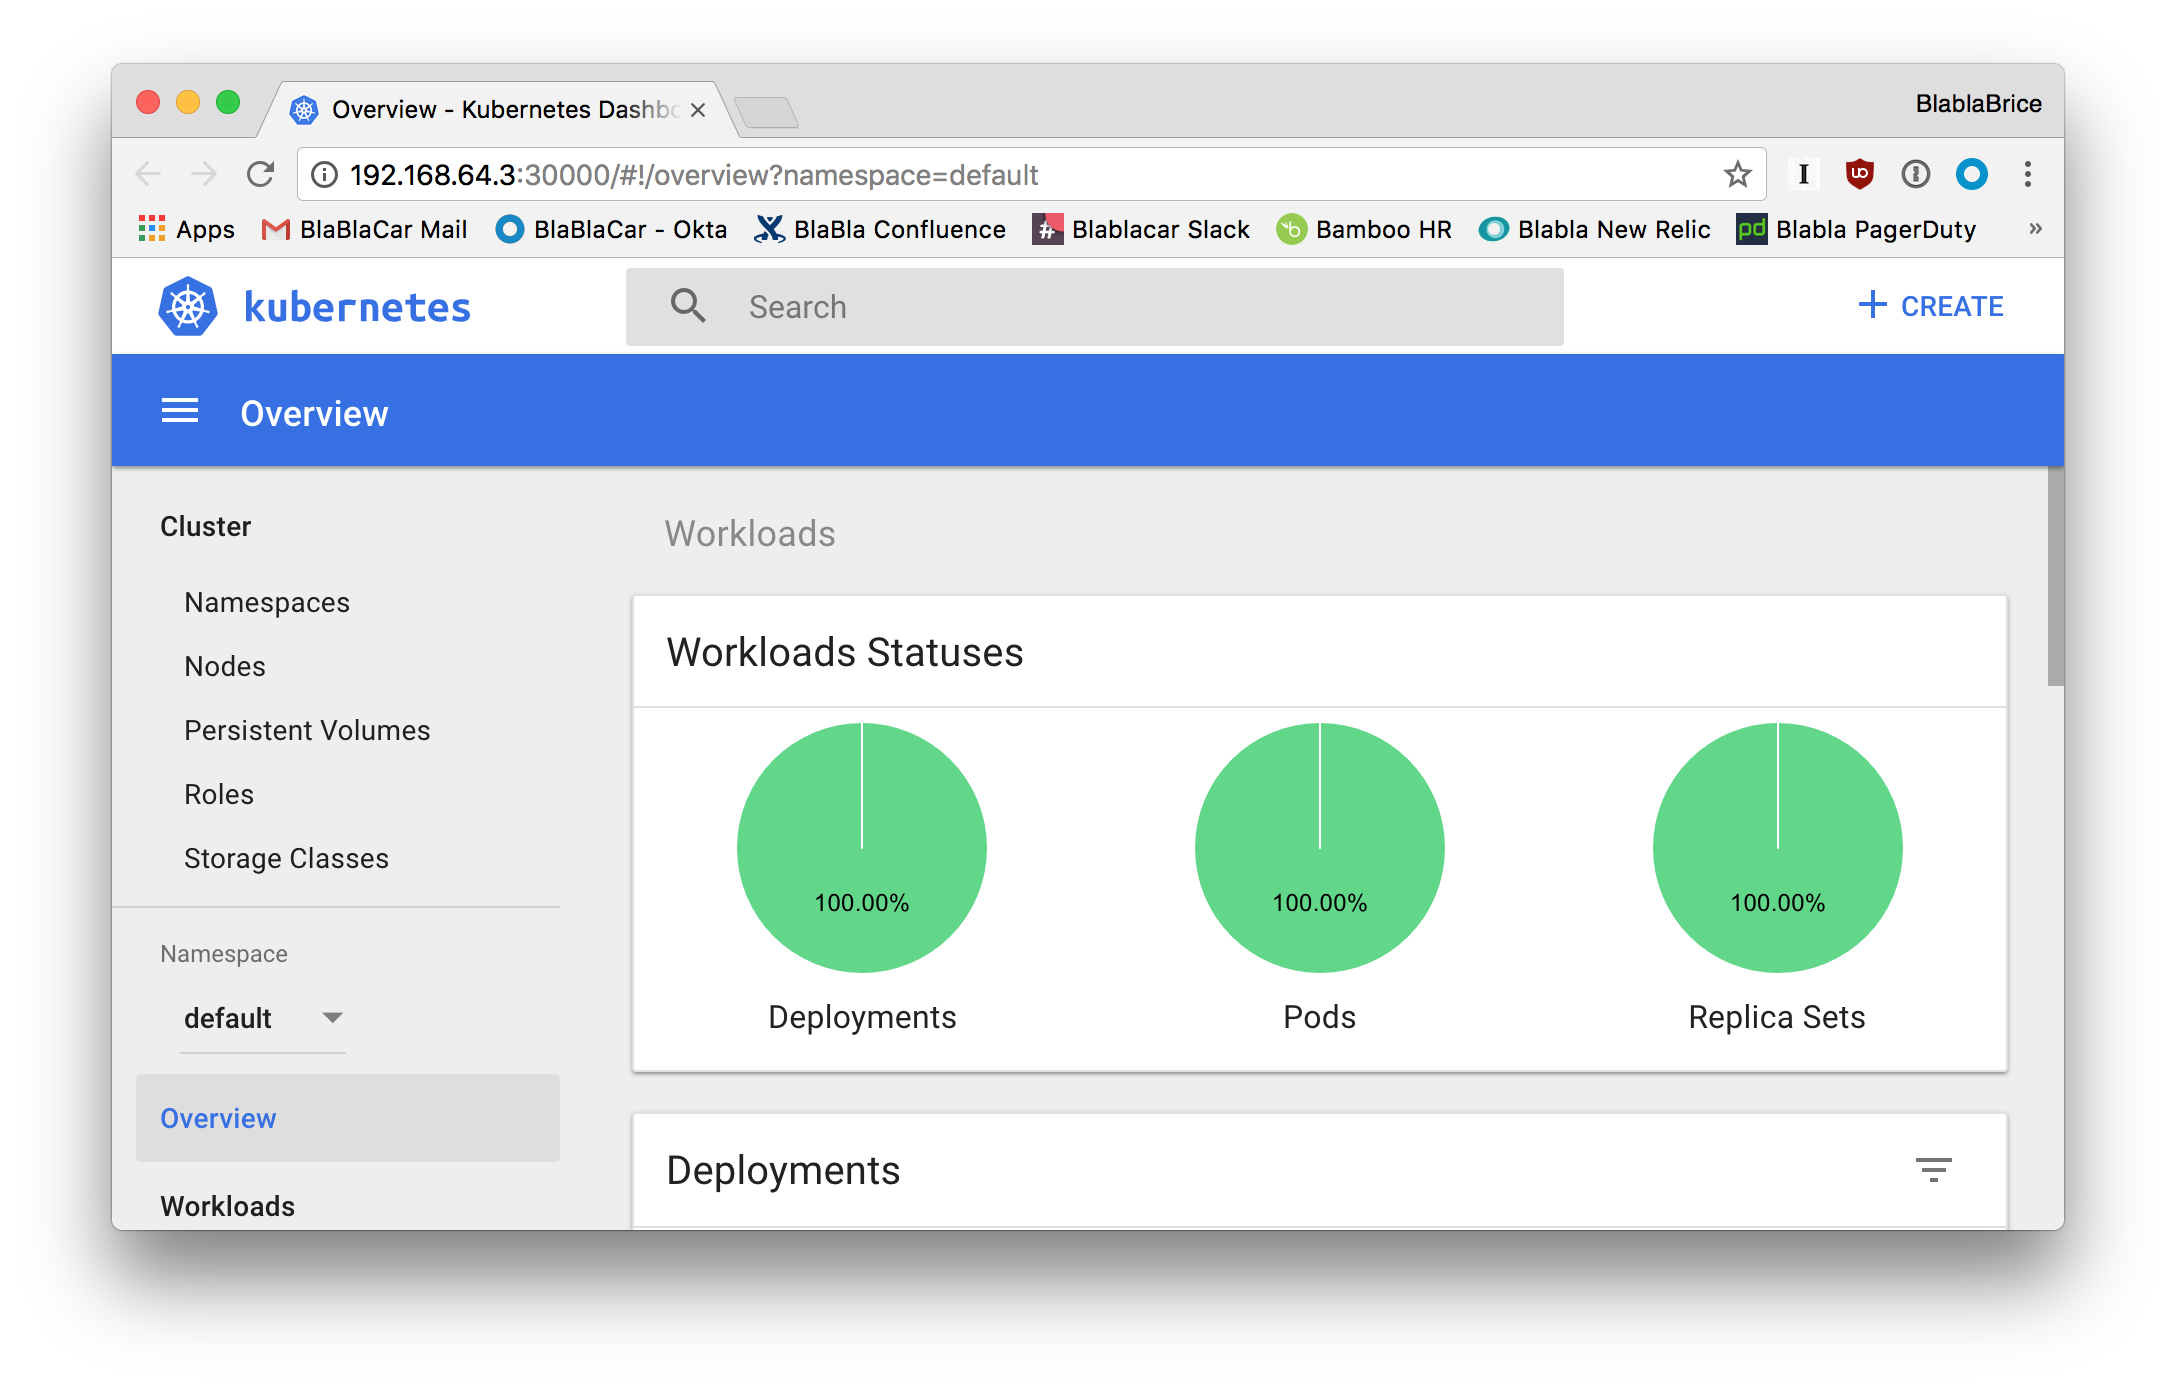 Overview - Kubernetes Dashbo
BlablaBrice
192.168.64.3:30000/#!/overview?namespace=default
Apps BlaBlaCar Mail BlaBlaCar - Okta BlaBla Confluence Blablacar Slack Bamboo HR Blabla New Relic pd Blabla PagerDuty »
kubernetes
Search
+ CREATE
Overview
Cluster
Namespaces
Nodes
Persistent Volumes
Roles
Storage Classes
Namespace
default
Overview
Workloads
Workloads
Workloads Statuses
100.00% 100.00% 100.00%
Deployments Pods Replica Sets
Deployments